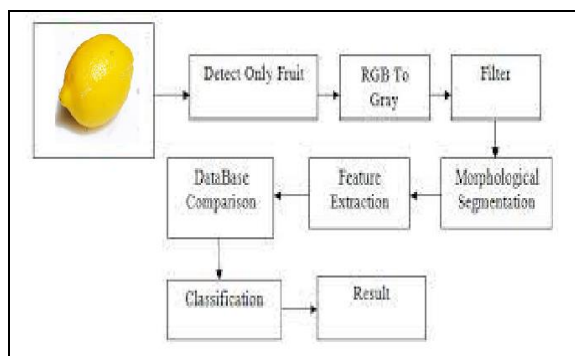 Detect Only Fruit
RGB To
Gray
Filter
Morphological
Segmentation
Feature
Extraction
DataBase
Comparison
Classification
Result